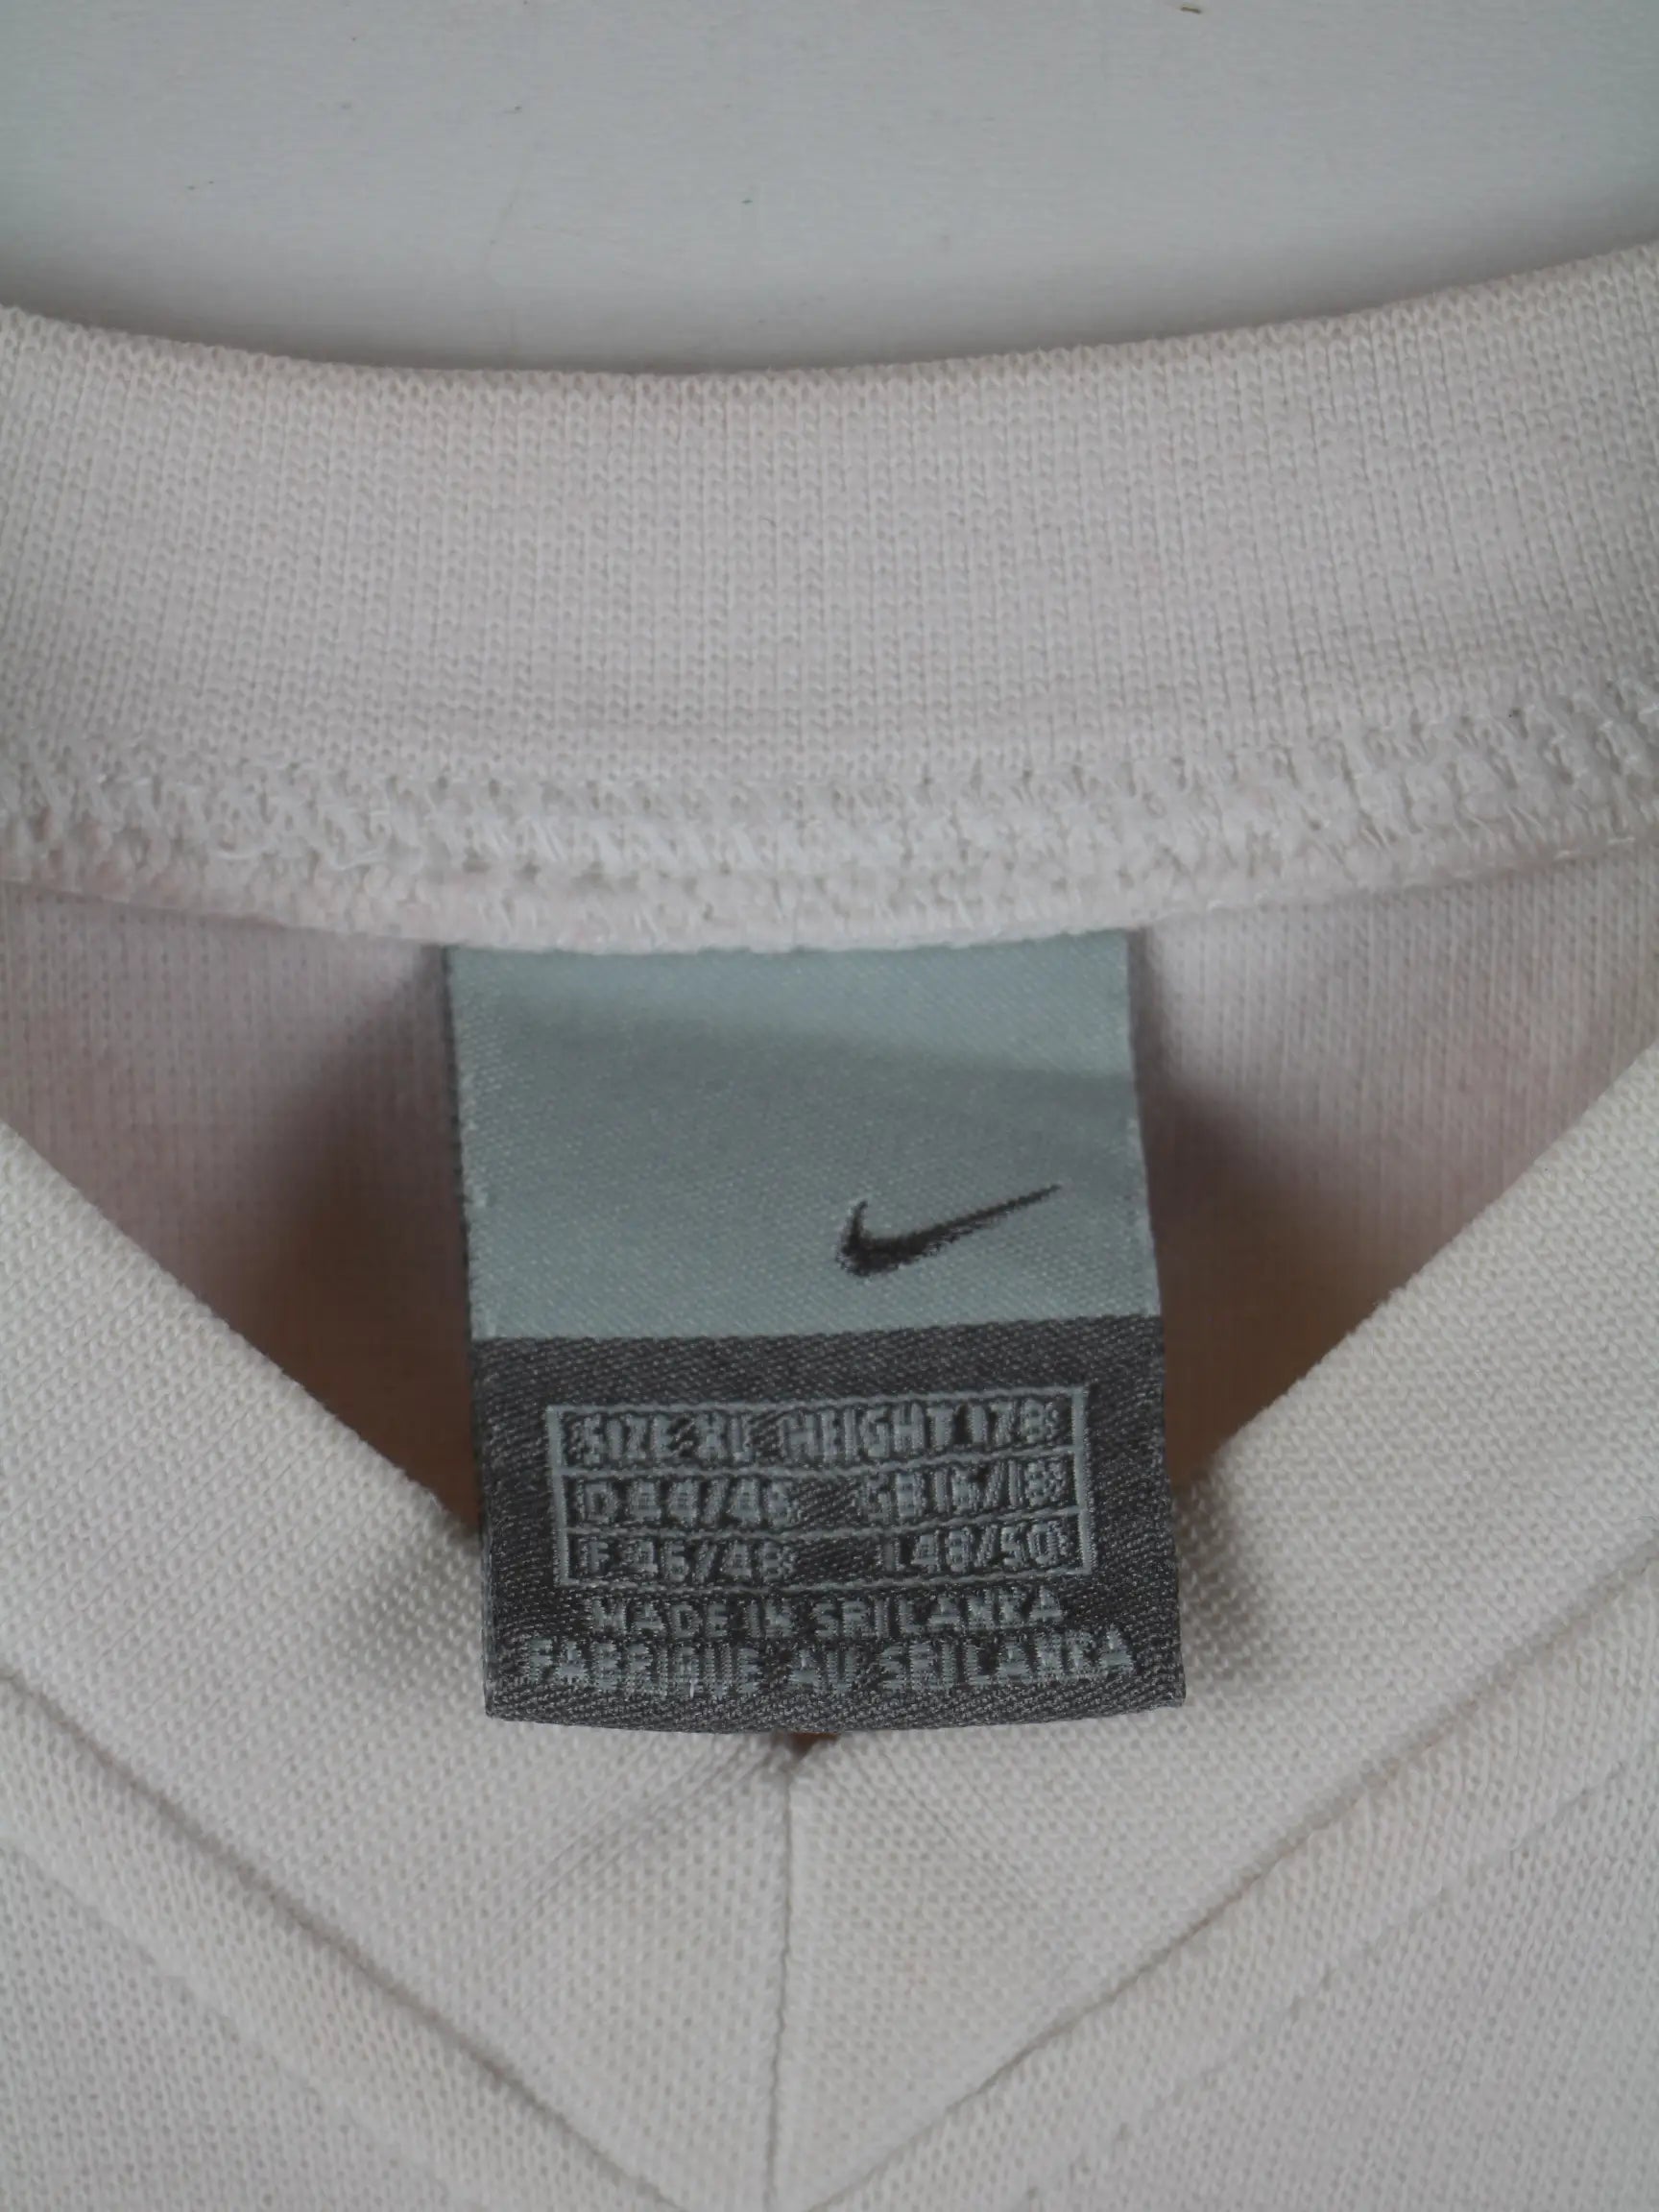 SIZE XL HEIGHT 178
D 44/46 GB 16/18
F 46/48 I 48/50
MADE IN SRI LANKA
FABRIQUE AU SRI LANKA